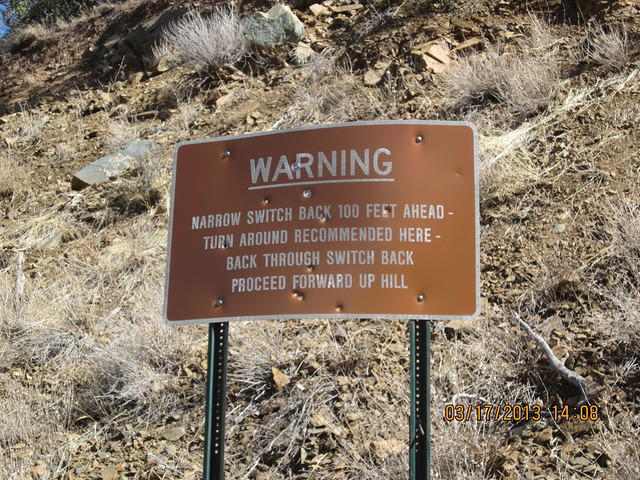 WARNING
NARROW SWITCH BACK 100 FEET AHEAD -
TURN AROUND RECOMMENDED HERE -
BACK THROUGH SWITCH BACK
PROCEED FORWARD UP HILL
03/17/2013 14:08